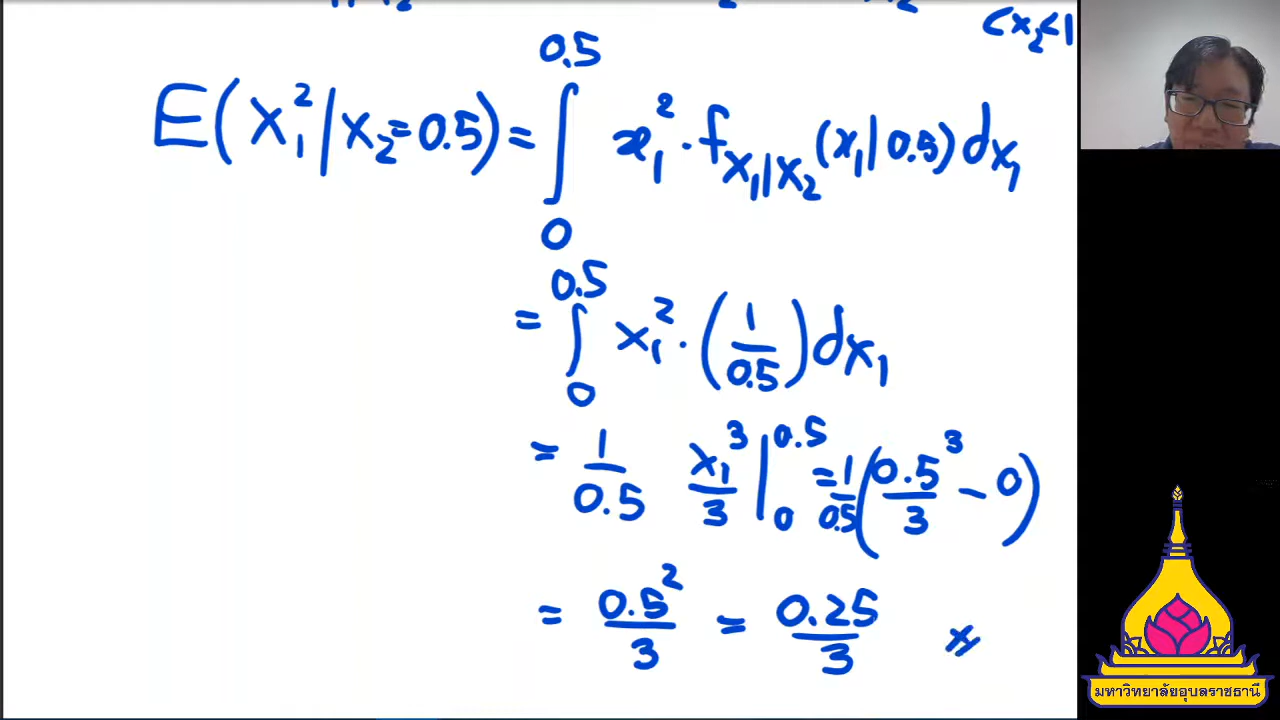 <x₂<1
E(X₁²|X₂=0.5) = ∫₀^0.5 x₁² · f_X₁|X₂ (x₁|0.5) dx₁
= ∫₀^0.5 x₁² · (1/0.5) dx₁
= 1/0.5 x₁³/3 |₀^0.5 = 1/0.5 (0.5³/3 − 0)
= 0.5²/3 = 0.25/3
มหาวิทยาลัยอุบลราชธานี